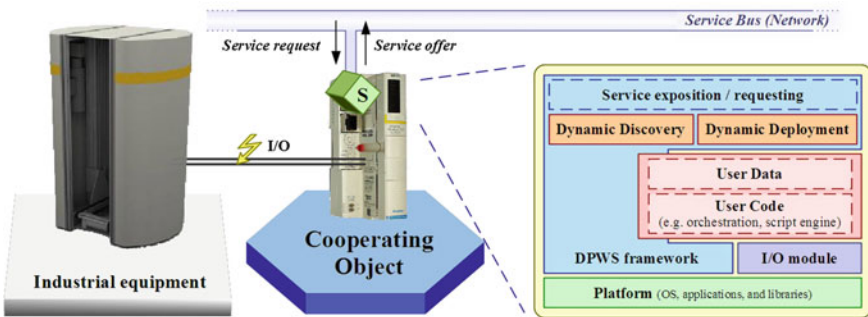 Service Bus (Network)
Service request
Service offer
S
I/O
Industrial equipment
Cooperating
Object
Service exposition / requesting
Dynamic Discovery
Dynamic Deployment
User Data
User Code
(e.g. orchestration, script engine)
DPWS framework
I/O module
Platform (OS, applications, and libraries)